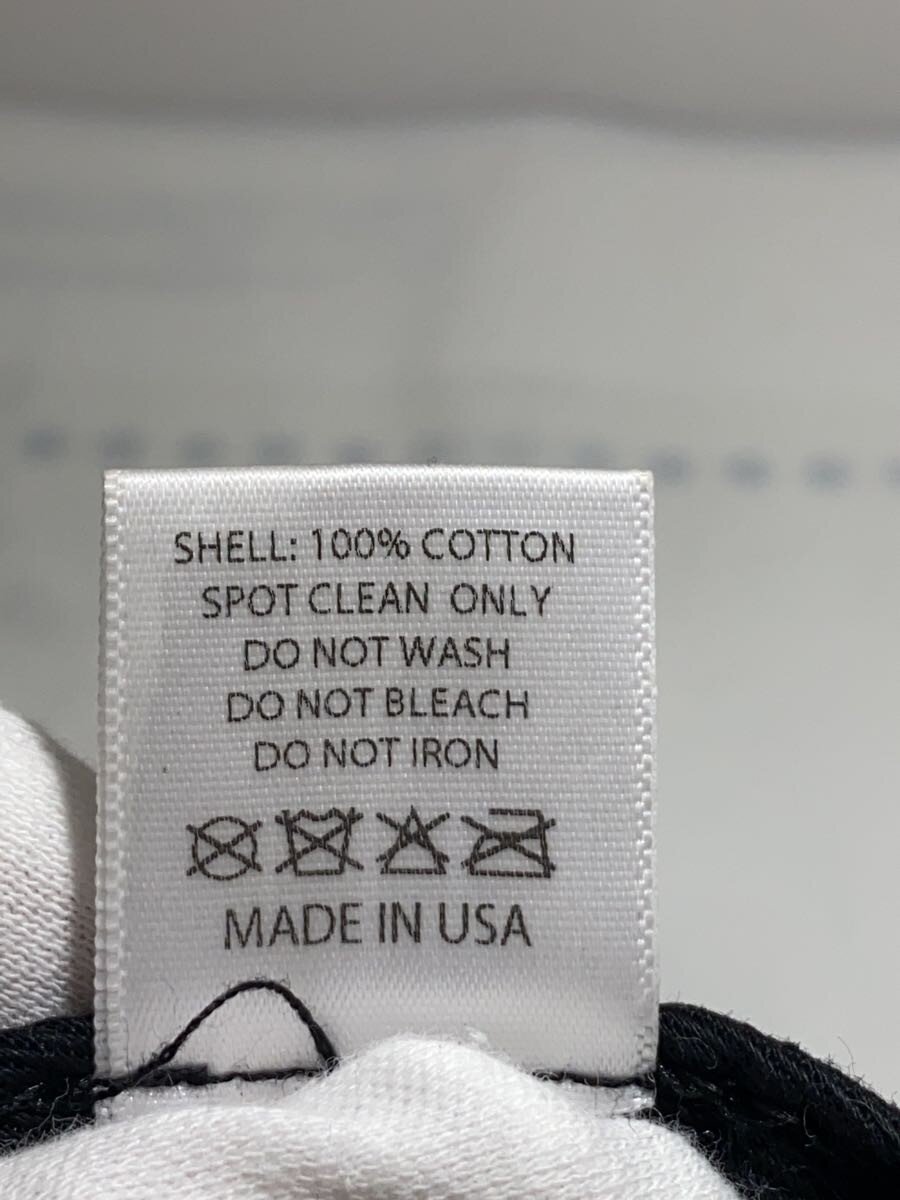 SHELL: 100% COTTON
SPOT CLEAN ONLY
DO NOT WASH
DO NOT BLEACH
DO NOT IRON
MADE IN USA